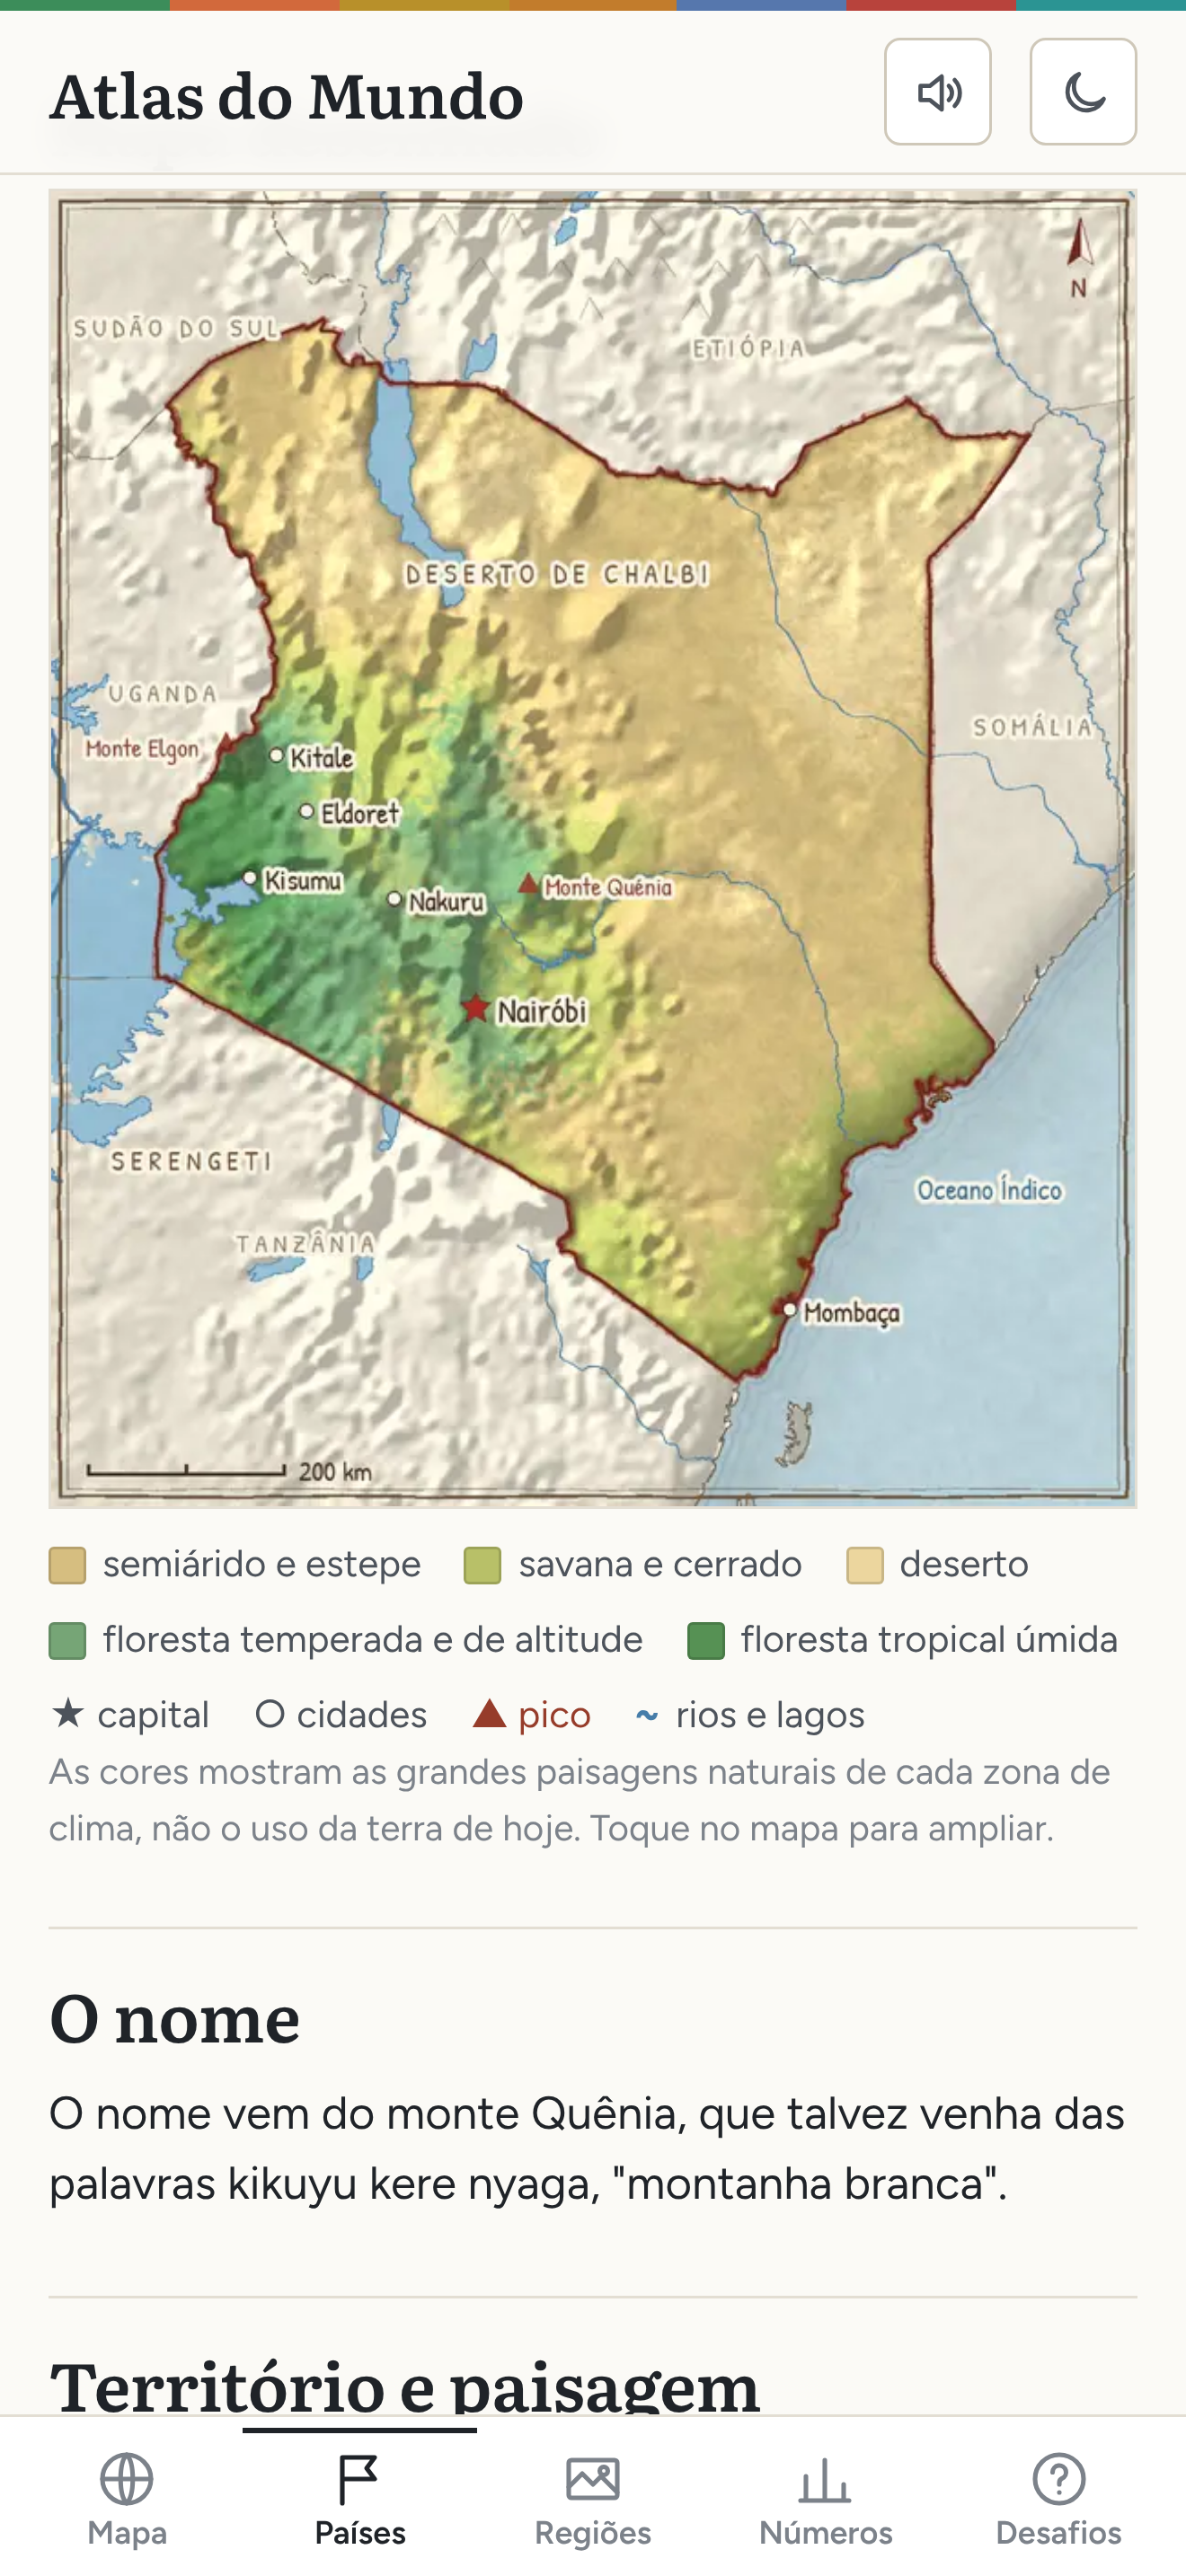 Atlas do Mundo
N
SUDÃO DO SUL
ETIÓPIA
DESERTO DE CHALBI
UGANDA
SOMÁLIA
Monte Elgon
Kitale
Eldoret
Kisumu
Monte Quénia
Nakuru
Nairóbi
SERENGETI
Oceano Índico
TANZÂNIA
Mombaça
200 km
semiárido e estepe
savana e cerrado
deserto
floresta temperada e de altitude
floresta tropical úmida
capital
cidades
pico
rios e lagos
As cores mostram as grandes paisagens naturais de cada zona de
clima, não o uso da terra de hoje. Toque no mapa para ampliar.
O nome
O nome vem do monte Quênia, que talvez venha das
palavras kikuyu kere nyaga, "montanha branca".
Território e paisagem
Mapa
Países
Regiões
Números
Desafios